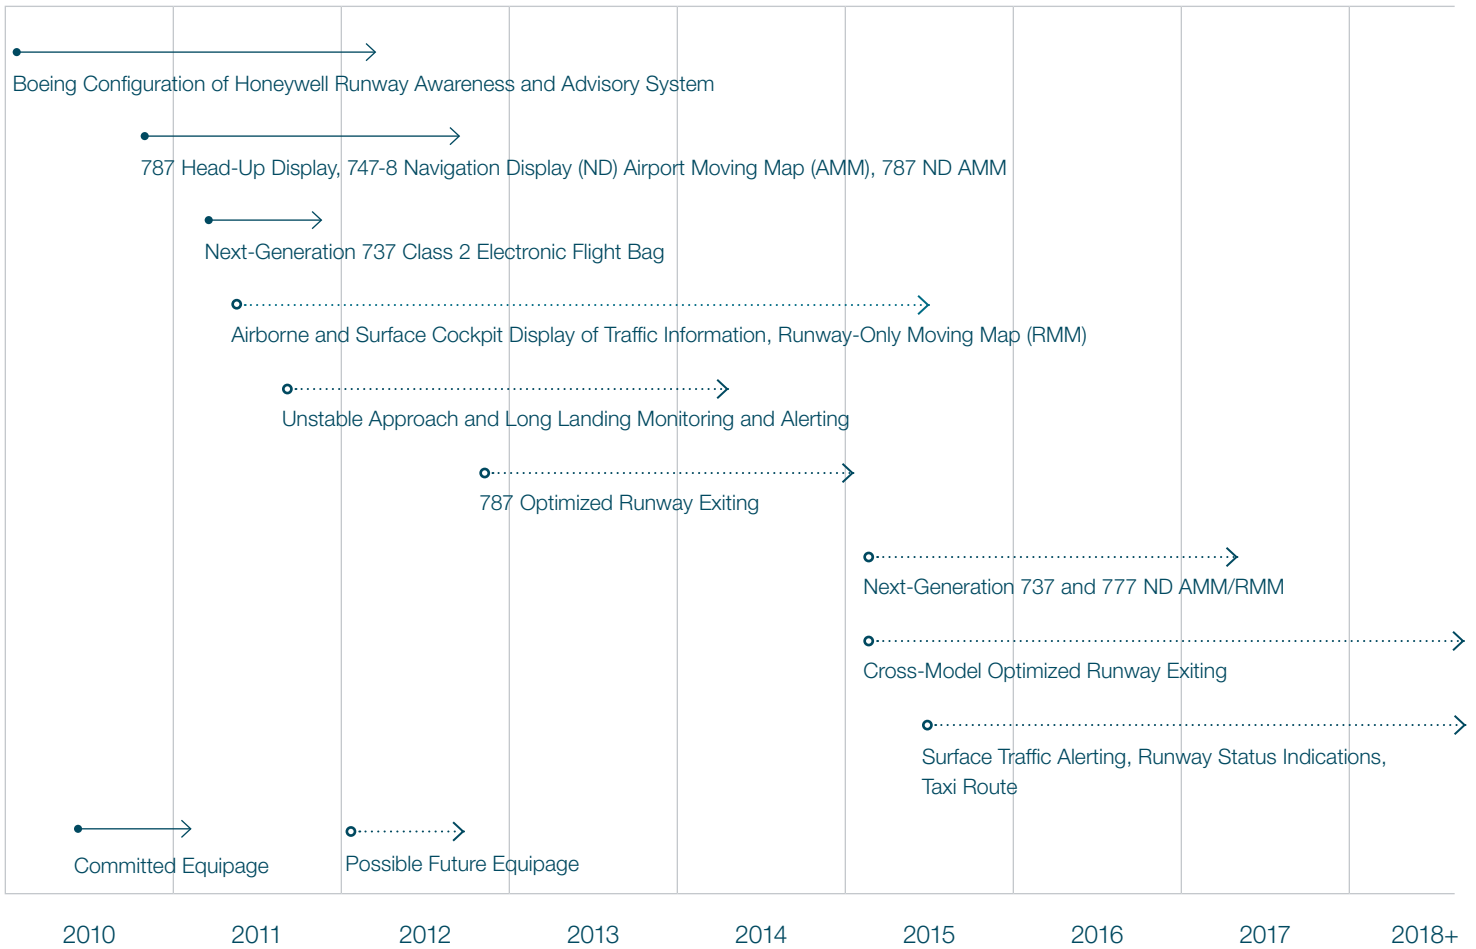 Boeing Configuration of Honeywell Runway Awareness and Advisory System
787 Head-Up Display, 747-8 Navigation Display (ND) Airport Moving Map (AMM), 787 ND AMM
Next-Generation 737 Class 2 Electronic Flight Bag
Airborne and Surface Cockpit Display of Traffic Information, Runway-Only Moving Map (RMM)
Unstable Approach and Long Landing Monitoring and Alerting
787 Optimized Runway Exiting
Next-Generation 737 and 777 ND AMM/RMM
Cross-Model Optimized Runway Exiting
Surface Traffic Alerting, Runway Status Indications,
Taxi Route
Committed Equipage
Possible Future Equipage
2010 2011 2012 2013 2014 2015 2016 2017 2018+